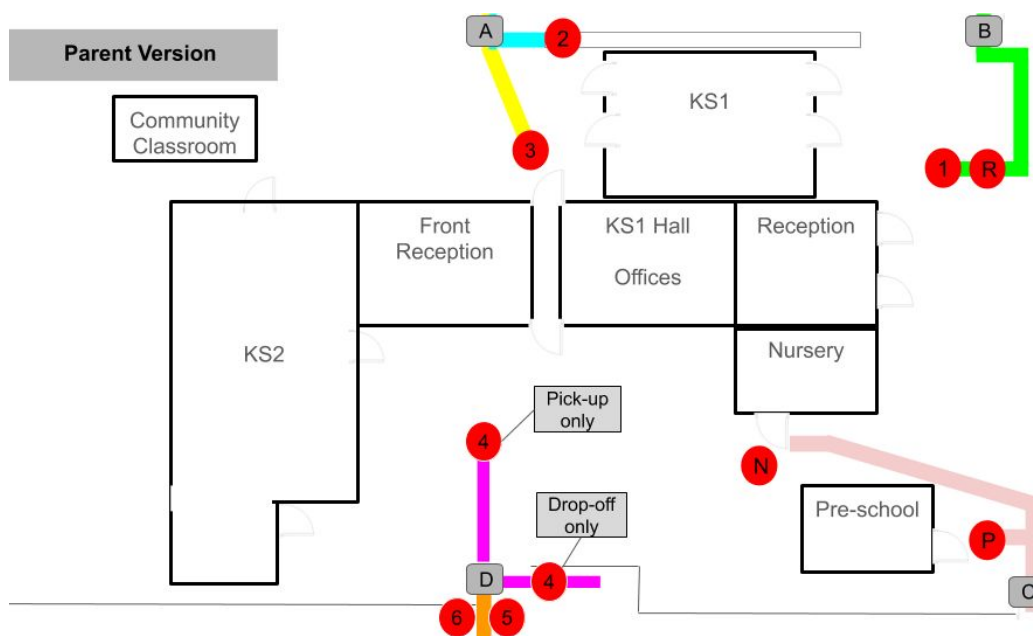 A
B
Parent Version
2
KS1
Community
Classroom
3
1
R
Front
Reception
KS1 Hall
Offices
Reception
KS2
Nursery
Pick-up
only
4
N
Drop-off
only
Pre-school
P
D
4
C
6
5